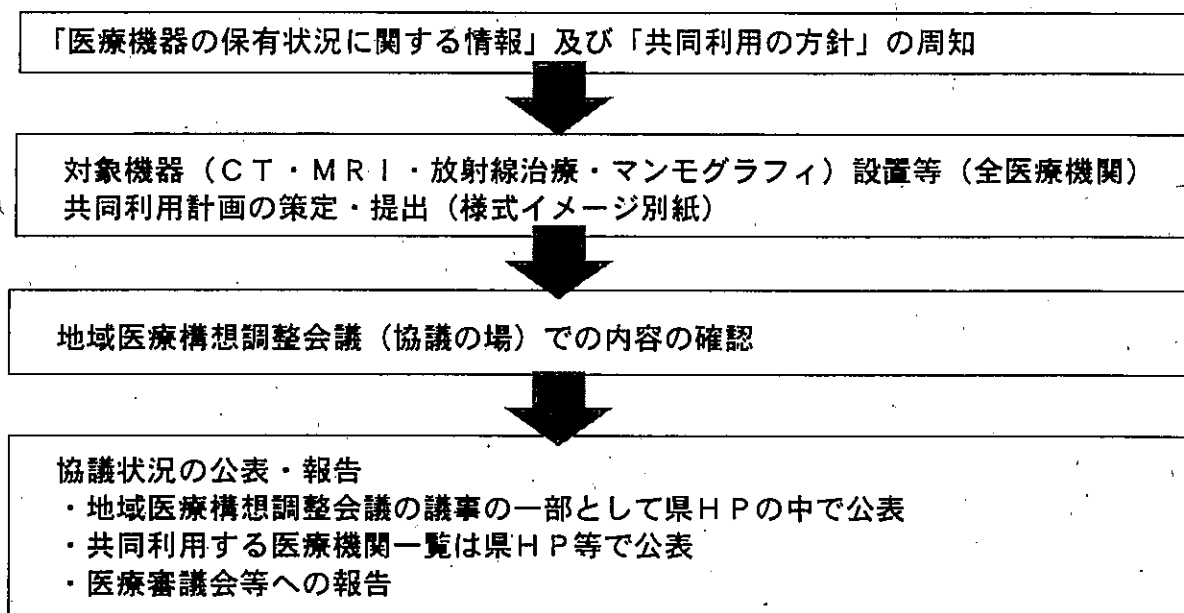 「医療機器の保有状況に関する情報」及び「共同利用の方針」の周知
対象機器（ＣＴ・ＭＲＩ・放射線治療・マンモグラフィ）設置等（全医療機関）
共同利用計画の策定・提出（様式イメージ別紙）
地域医療構想調整会議（協議の場）での内容の確認
協議状況の公表・報告
・地域医療構想調整会議の議事の一部として県ＨＰの中で公表
・共同利用する医療機関一覧は県ＨＰ等で公表
・医療審議会等への報告